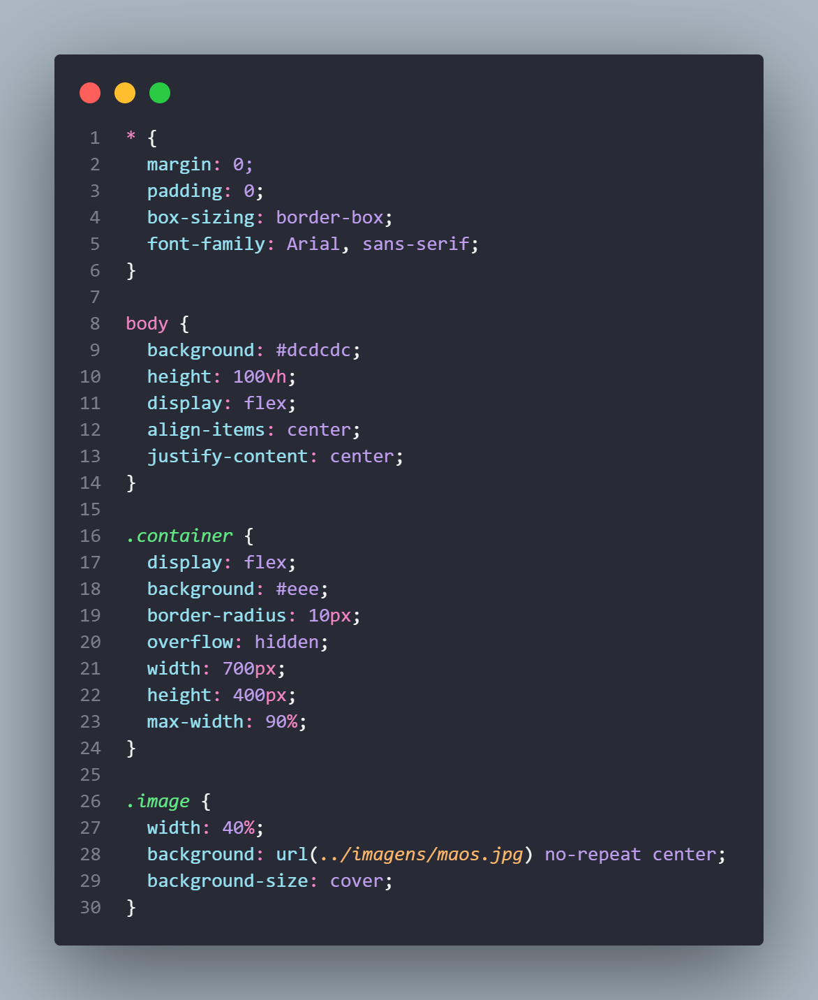 1 * {
2   margin: 0;
3   padding: 0;
4   box-sizing: border-box;
5   font-family: Arial, sans-serif;
6 }
7
8 body {
9   background: #dcdcdc;
10   height: 100vh;
11   display: flex;
12   align-items: center;
13   justify-content: center;
14 }
15
16 .container {
17   display: flex;
18   background: #eee;
19   border-radius: 10px;
20   overflow: hidden;
21   width: 700px;
22   height: 400px;
23   max-width: 90%;
24 }
25
26 .image {
27   width: 40%;
28   background: url(../imagens/maos.jpg) no-repeat center;
29   background-size: cover;
30 }